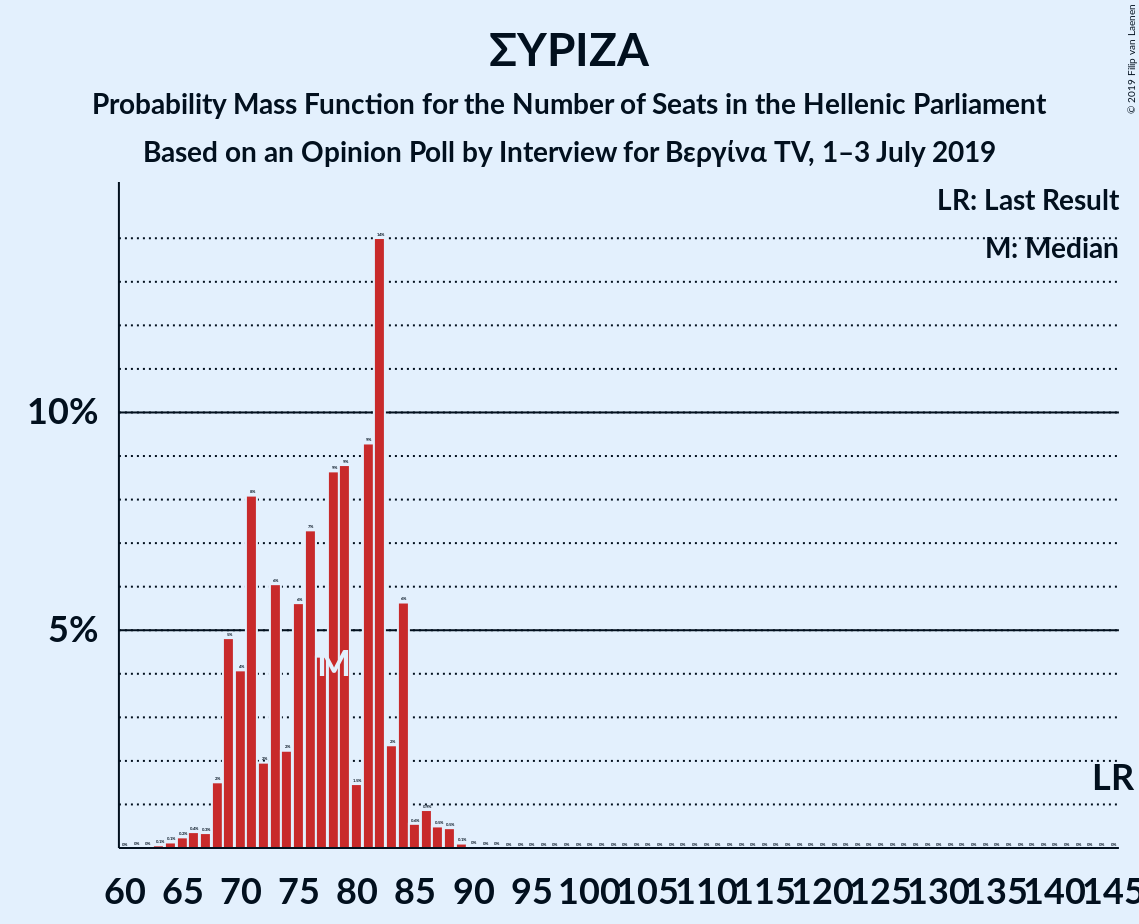 ΣΥΡΙΖΑ
Probability Mass Function for the Number of Seats in the Hellenic Parliament
Based on an Opinion Poll by Interview for Βεργίνα TV, 1–3 July 2019
© 2019 Filip van Laenen
LR: Last Result
M: Median
10%
5%
M
LR
60 65 70 75 80 85 90 95 100 105 110 115 120 125 130 135 140 145